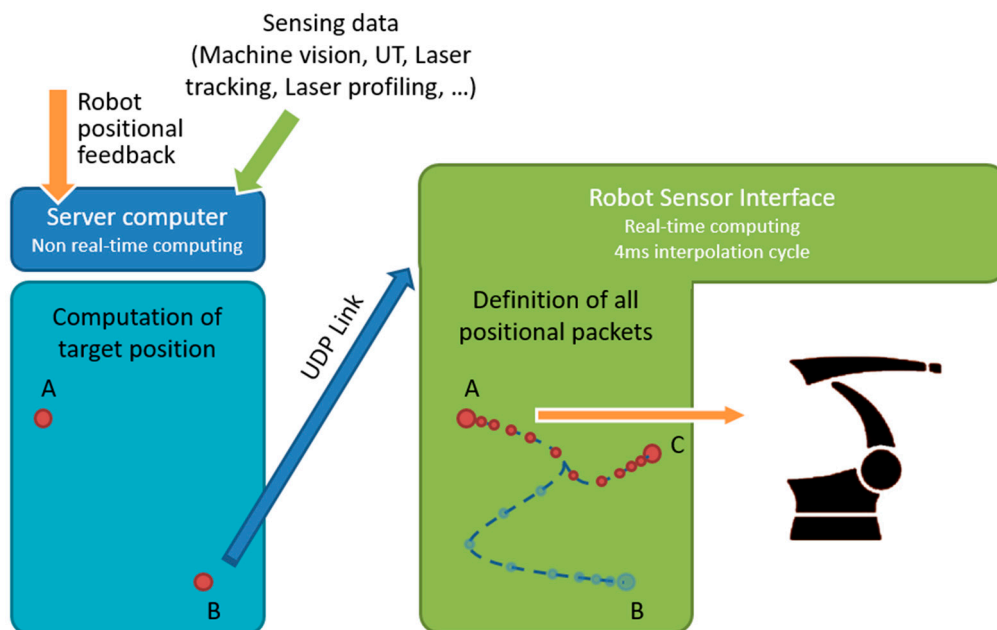 Sensing data
(Machine vision, UT, Laser
tracking, Laser profiling, …)
Robot
positional
feedback
Server computer
Non real-time computing
Computation of
target position
A
B
UDP Link
Robot Sensor Interface
Real-time computing
4ms interpolation cycle
Definition of all
positional packets
A
C
B